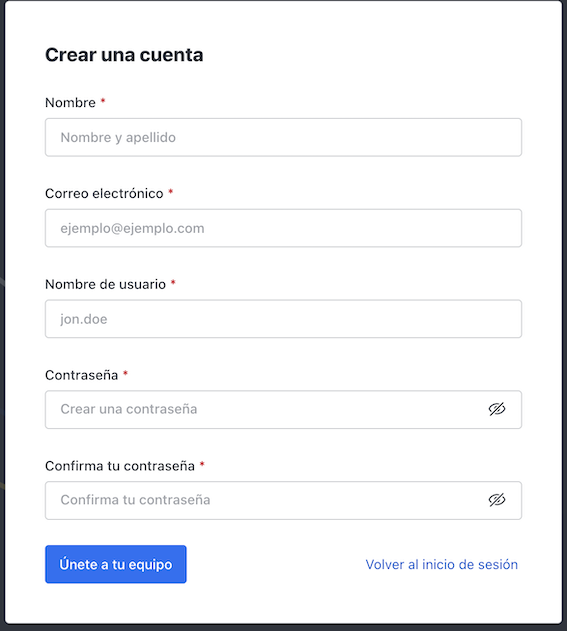 Crear una cuenta
Nombre *
Nombre y apellido
Correo electrónico *
ejemplo@ejemplo.com
Nombre de usuario *
jon.doe
Contraseña *
Crear una contraseña
Confirma tu contraseña *
Confirma tu contraseña
Únete a tu equipo
Volver al inicio de sesión